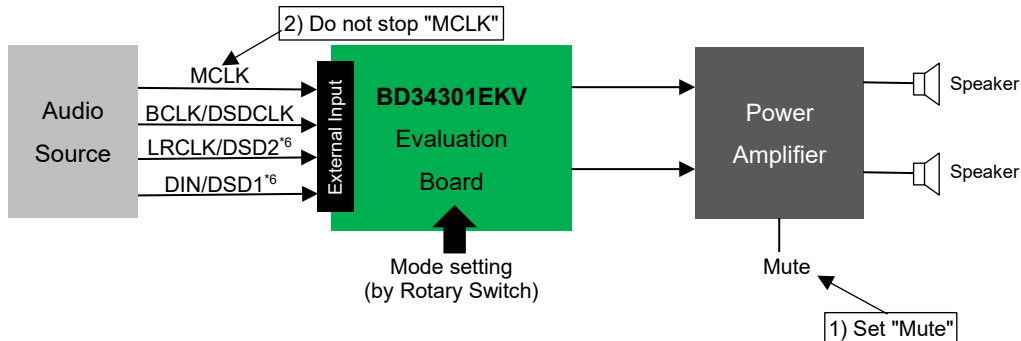 2) Do not stop "MCLK"
Audio
Source
MCLK
BCLK/DSDCLK
LRCLK/DSD2*6
DIN/DSD1*6
External Input
BD34301EKV
Evaluation
Board
Mode setting
(by Rotary Switch)
Power
Amplifier
Speaker
Speaker
Mute
1) Set "Mute"